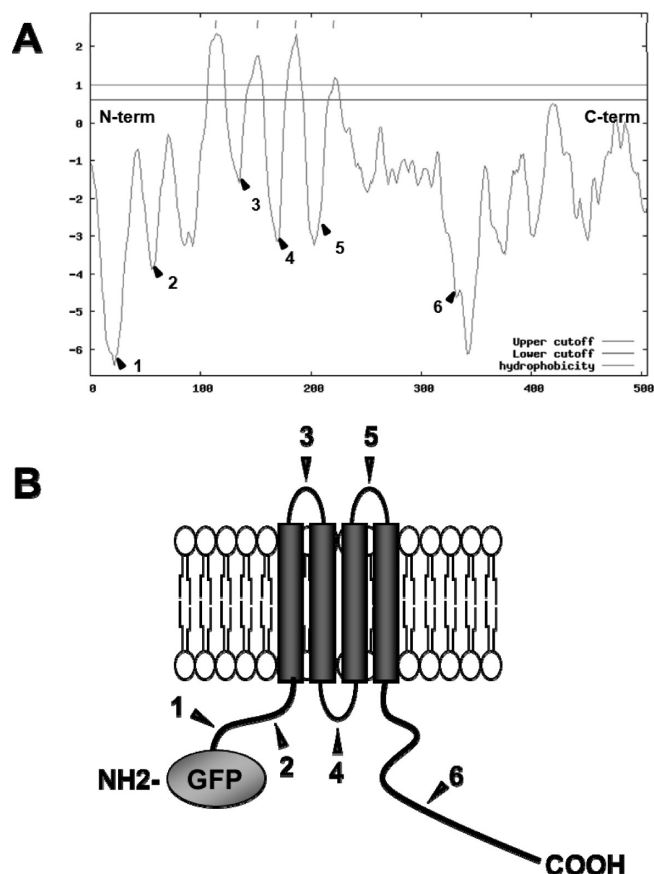 A
2
1
0
-1
-2
-3
-4
-5
-6
N-term
C-term
1
2
3
4
5
6
Upper cutoff
Lower cutoff
hydrophobicity
0
100
200
300
400
500
B
3
5
1
2
4
6
NH2-
GFP
COOH